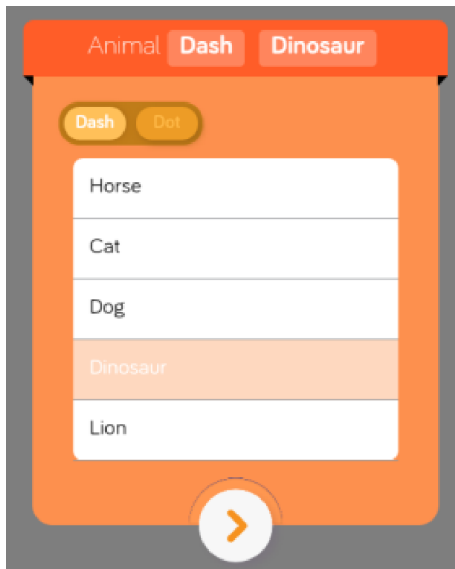 Animal Dash Dinosaur
Dash Dot
Horse
Cat
Dog
Dinosaur
Lion